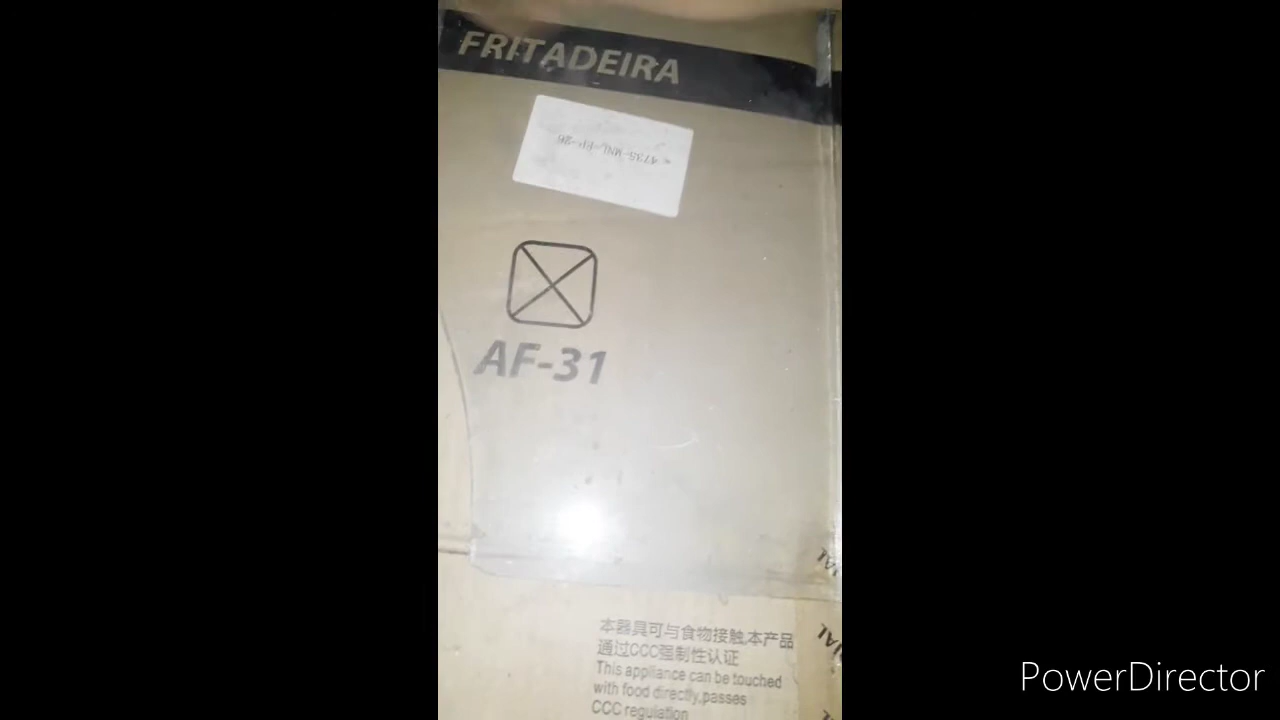 FRITADEIRA
AF-31
本器具可与食物接触,本产品
通过CCC强制性认证
This appliance can be touched
with food directly,passes
CCC regulation
PowerDirector